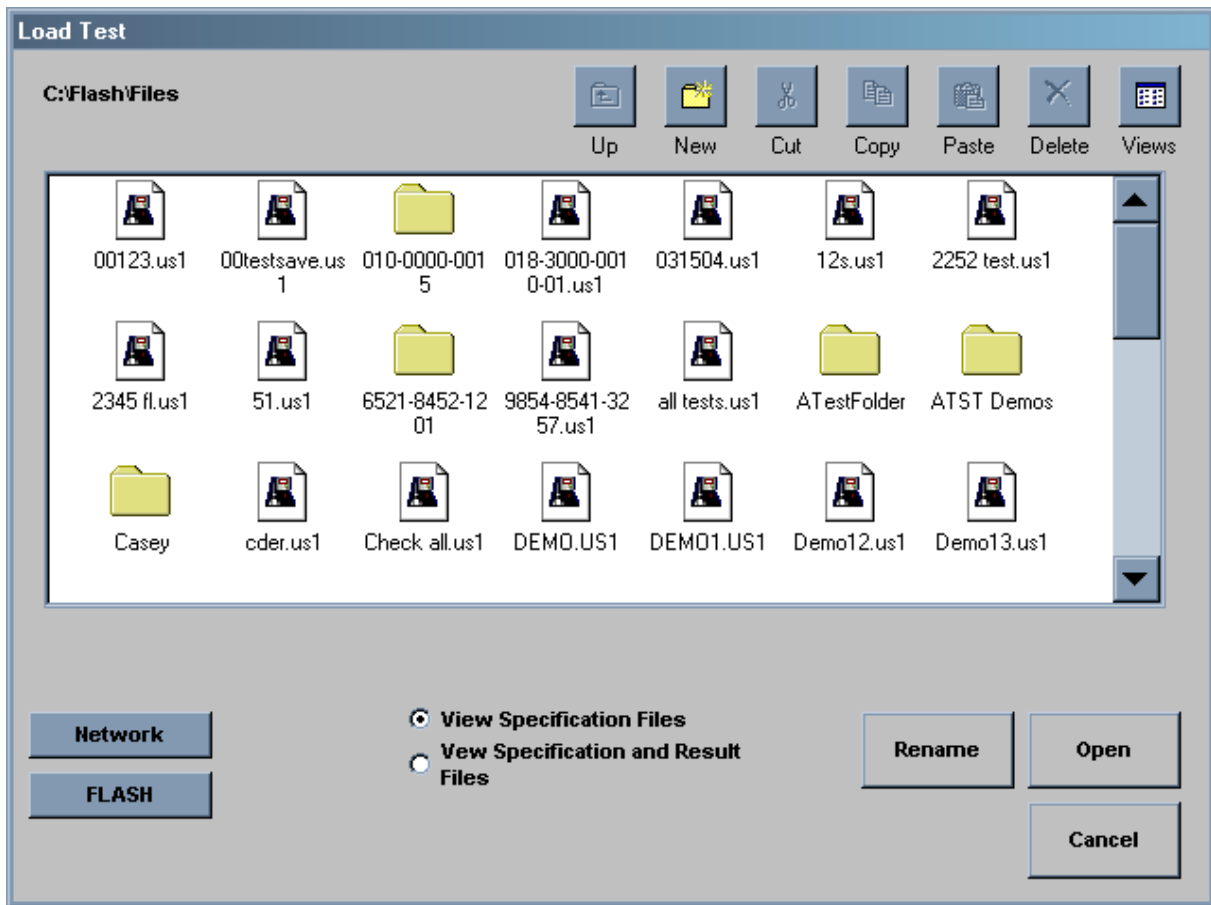 Load Test
C:\Flash\Files
Up New Cut Copy Paste Delete Views
00123.us1 00testsave.us 010-0000-001 018-3000-001 031504.us1 12s.us1 2252 test.us1
1 5 0-01.us1
2345 fl.us1 51.us1 6521-8452-12 9854-8541-32 all tests.us1 ATestFolder ATST Demos
01 57.us1
Casey cder.us1 Check all.us1 DEMO.US1 DEMO1.US1 Demo12.us1 Demo13.us1
Network
FLASH
View Specification Files
Vew Specification and Result
Files
Rename
Open
Cancel